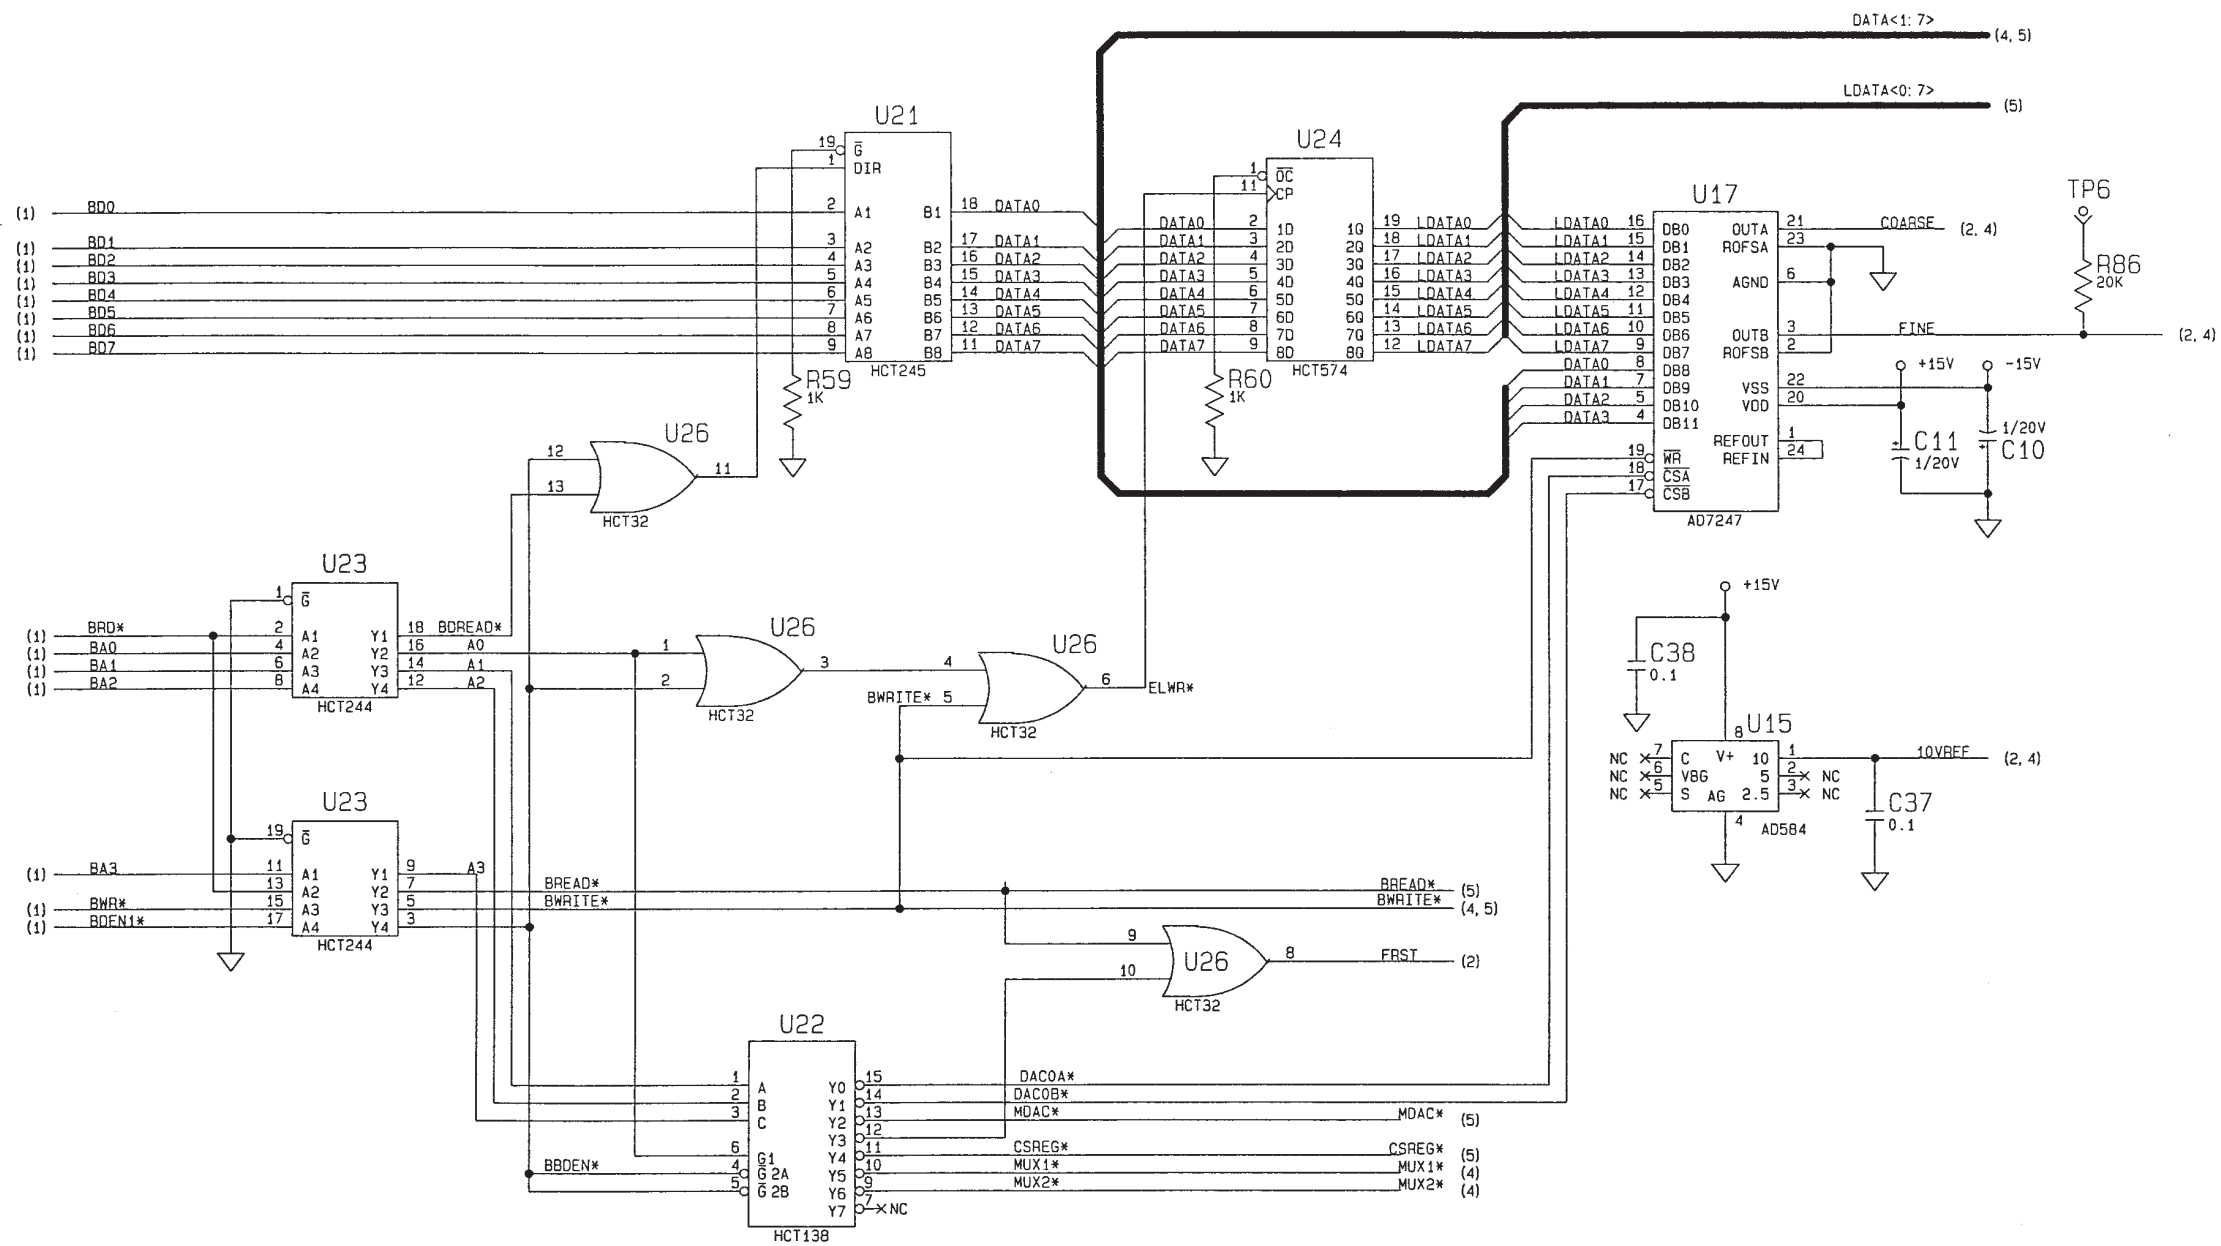 DATA<1:7>
(4,5)
LDATA<0:7>
(5)
U21
19 G
1 DIR
(1) BD0 2 A1 B1 18 DATA0
(1) BD1 3 A2 B2 17 DATA1
(1) BD2 4 A3 B3 16 DATA2
(1) BD3 5 A4 B4 15 DATA3
(1) BD4 6 A5 B5 14 DATA4
(1) BD5 7 A6 B6 13 DATA5
(1) BD6 8 A7 B7 12 DATA6
(1) BD7 9 A8 B8 11 DATA7
HCT245
R59
1K
U24
1 OC
11 CP
DATA0 2 1D 1Q 19 LDATA0
DATA1 3 2D 2Q 18 LDATA1
DATA2 4 3D 3Q 17 LDATA2
DATA3 5 4D 4Q 16 LDATA3
DATA4 6 5D 5Q 15 LDATA4
DATA5 7 6D 6Q 14 LDATA5
DATA6 8 7D 7Q 13 LDATA6
DATA7 9 8D 8Q 12 LDATA7
HCT574
R60
1K
U17
LDATA0 16 DB0 OUTA 21 COARSE (2,4)
LDATA1 15 DB1 ROFSA 23
LDATA2 14 DB2
LDATA3 13 DB3 AGND 6
LDATA4 12 DB4
LDATA5 11 DB5
LDATA6 10 DB6 OUTB 3 FINE (2,4)
LDATA7 9 DB7 ROFSB 2
DATA0 8 DB8
DATA1 7 DB9 VSS 22
DATA2 5 DB10 VDD 20
DATA3 4 DB11
REFOUT 1
19 WR REFIN 24
18 CSA
17 CSB
AD7247
TP6
R86
20K
+15V
-15V
C11
1/20V
1/20V
C10
U26
12
13
11
HCT32
U23
1 G
(1) BRD* 2 A1 Y1 18 BDREAD*
(1) BA0 4 A2 Y2 16 A0
(1) BA1 6 A3 Y3 14 A1
(1) BA2 8 A4 Y4 12 A2
HCT244
U26
1
2
3
HCT32
U26
4
BWRITE* 5
6 ELWR*
HCT32
+15V
C38
0.1
U15
8
V+
NC 7 C 10 1 10VREF (2,4)
NC 6 VBG 5 2 NC
NC 5 S AG 2.5 3 NC
4
AD584
C37
0.1
U23
19 G
(1) BA3 11 A1 Y1 9 A3
13 A2 Y2 7 BREAD* BREAD* (5)
(1) BWR* 15 A3 Y3 5 BWRITE* BWRITE* (4,5)
(1) BDEN1* 17 A4 Y4 3
HCT244
9
10
U26
8 FRST (2)
HCT32
U22
1 A Y0 15 DAC0A*
2 B Y1 14 DAC0B*
3 C Y2 13 MDAC* MDAC* (5)
Y3 12
6 G1 Y4 11 CSREG* CSREG* (5)
BBDEN* 4 G2A Y5 10 MUX1* MUX1* (4)
5 G2B Y6 9 MUX2* MUX2* (4)
Y7 7 NC
HCT138